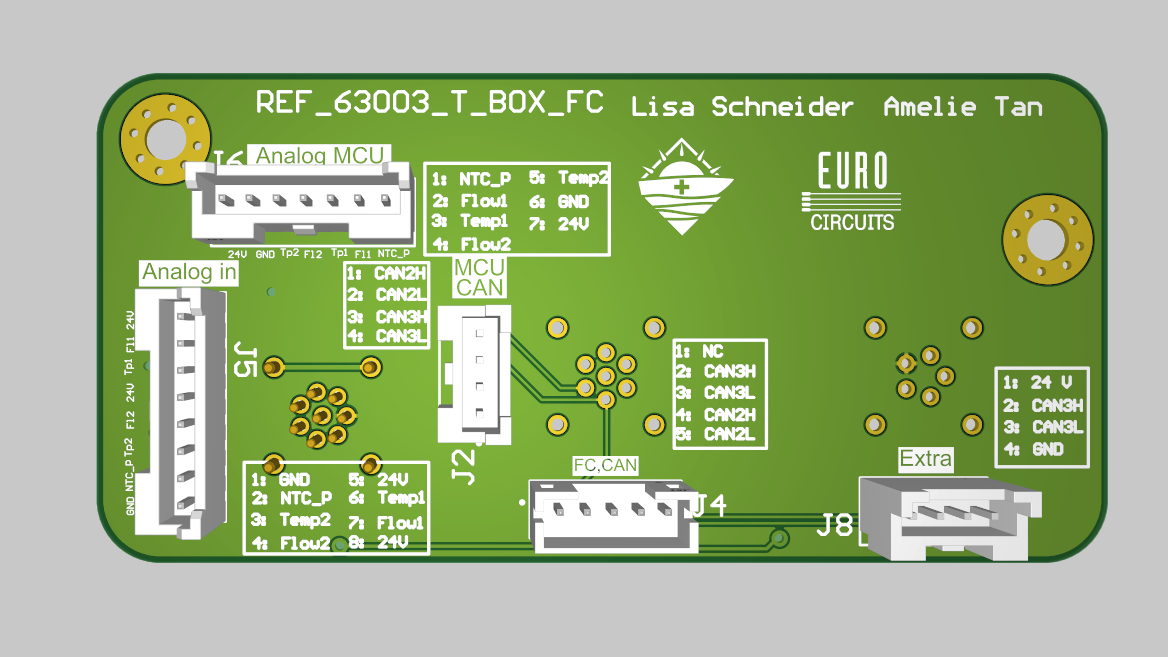 REF_63003_T_BOX_FC Lisa Schneider Amelie Tan
J6 Analog MCU
1: NTC_P 5: Temp2
2: Flow1 6: GND
3: Temp1 7: 24V
4: Flow2
EURO
CIRCUITS
24V GND Tp2 Fl2 Tp1 Fl1 NTC_P
Analog in
1: CAN2H
2: CAN2L
3: CAN3H
4: CAN3L
MCU
CAN
GND NTC_P Tp2 Fl2 24V Tp1 Fl1 24V
J5
J2
1: NC
2: CAN3H
3: CAN3L
4: CAN2H
5: CAN2L
1: 24 V
2: CAN3H
3: CAN3L
4: GND
1: GND 5: 24V
2: NTC_P 6: Temp1
3: Temp2 7: Flow1
4: Flow2 8: 24V
FC,CAN
J4
Extra
J8